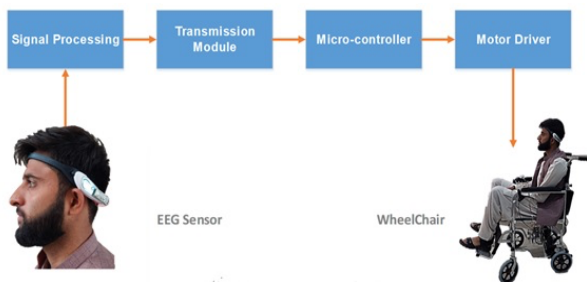 Signal Processing
Transmission
Module
Micro-controller
Motor Driver
EEG Sensor
WheelChair